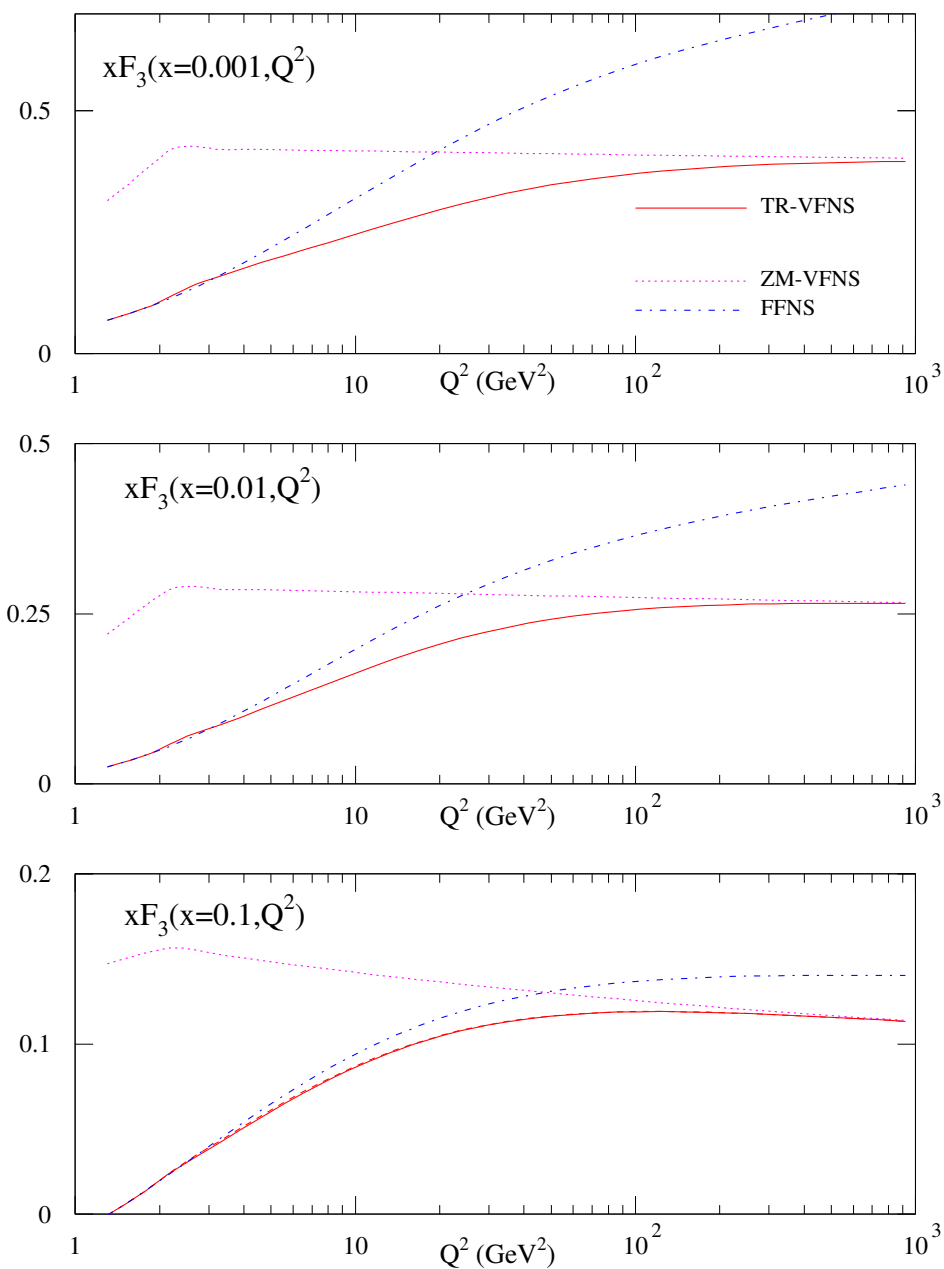 xF₃(x=0.001,Q²)
0.5
TR-VFNS
ZM-VFNS
FFNS
0
1 10 10² 10³
Q² (GeV²)
0.5
xF₃(x=0.01,Q²)
0.25
0
1 10 10² 10³
Q² (GeV²)
0.2
xF₃(x=0.1,Q²)
0.1
0
1 10 10² 10³
Q² (GeV²)